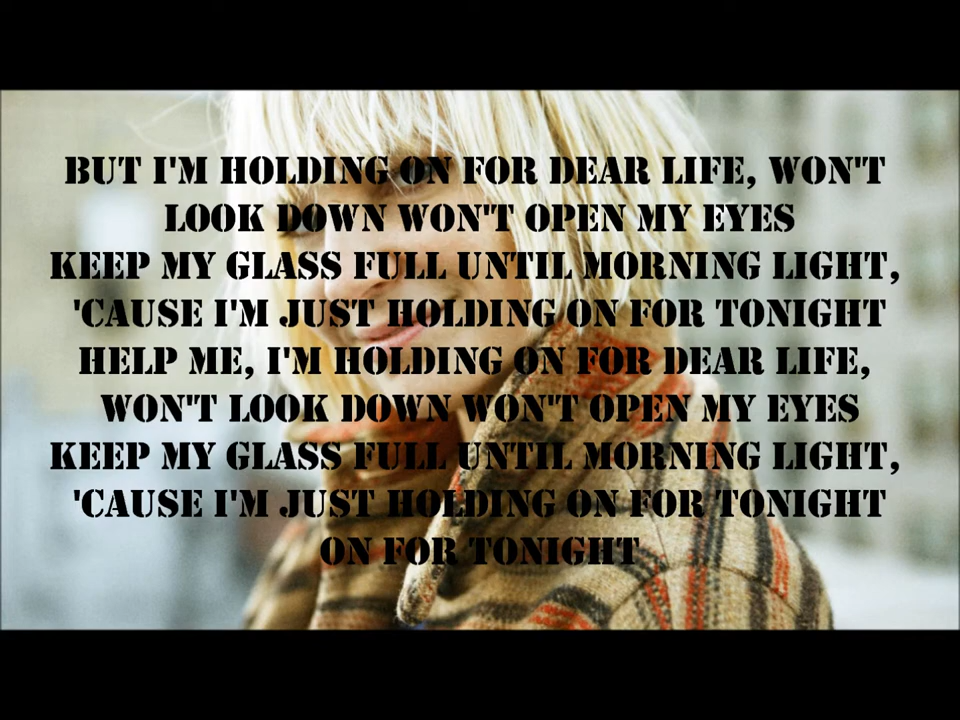 BUT I'M HOLDING ON FOR DEAR LIFE, WON'T
LOOK DOWN WON'T OPEN MY EYES
KEEP MY GLASS FULL UNTIL MORNING LIGHT,
'CAUSE I'M JUST HOLDING ON FOR TONIGHT
HELP ME, I'M HOLDING ON FOR DEAR LIFE,
WON'T LOOK DOWN WON'T OPEN MY EYES
KEEP MY GLASS FULL UNTIL MORNING LIGHT,
'CAUSE I'M JUST HOLDING ON FOR TONIGHT
ON FOR TONIGHT